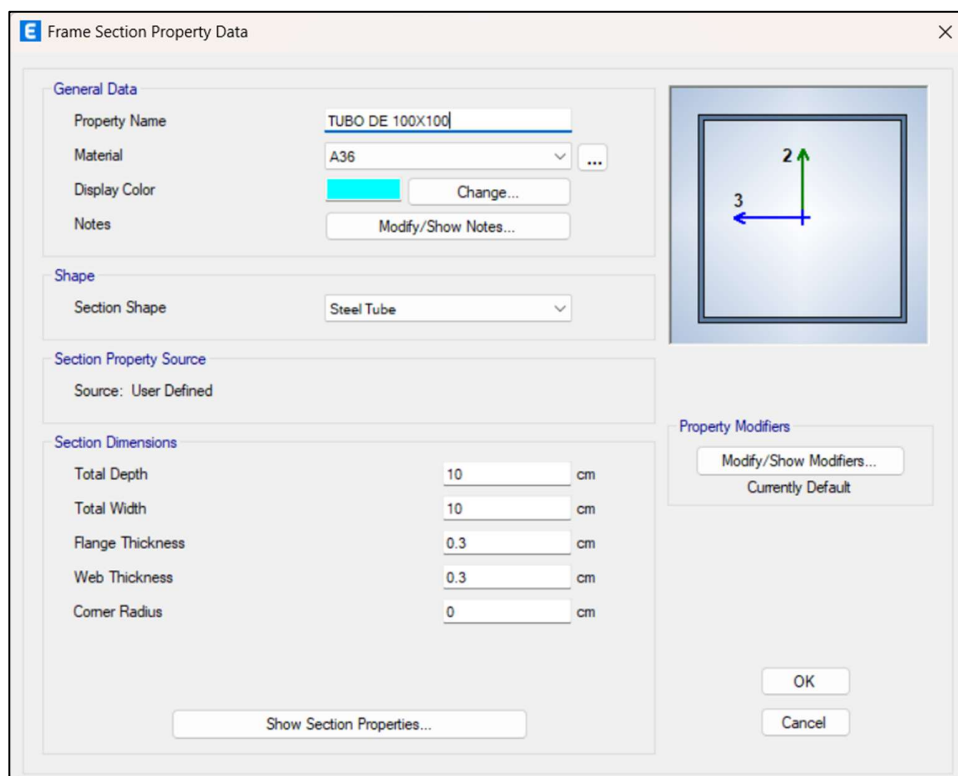 E Frame Section Property Data
General Data
Property Name TUBO DE 100X100
Material A36 ...
Display Color Change...
Notes Modify/Show Notes...
2
3
Shape
Section Shape Steel Tube
Section Property Source
Source: User Defined
Property Modifiers
Modify/Show Modifiers...
Currently Default
Section Dimensions
Total Depth 10 cm
Total Width 10 cm
Flange Thickness 0.3 cm
Web Thickness 0.3 cm
Corner Radius 0 cm
Show Section Properties...
OK
Cancel